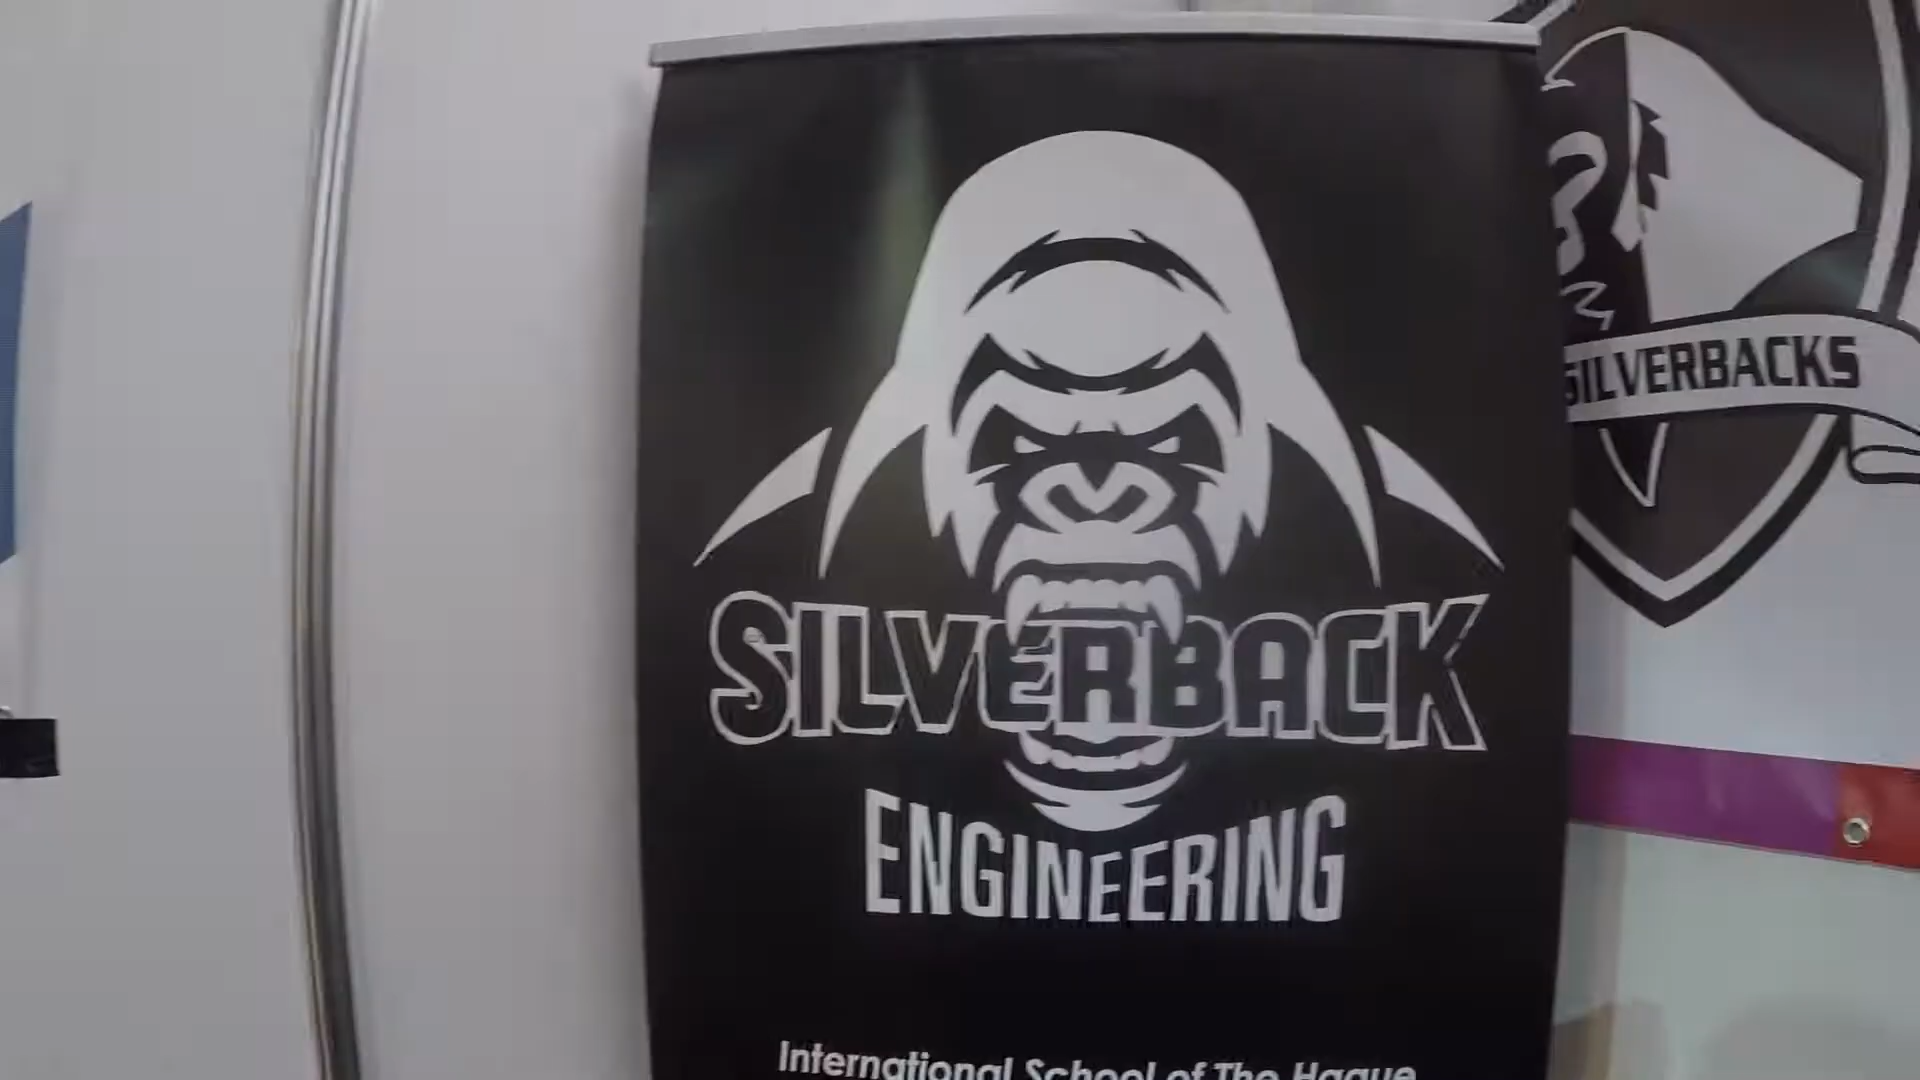 SILVERBACK
ENGINEERING
International School of The Hague
SILVERBACKS